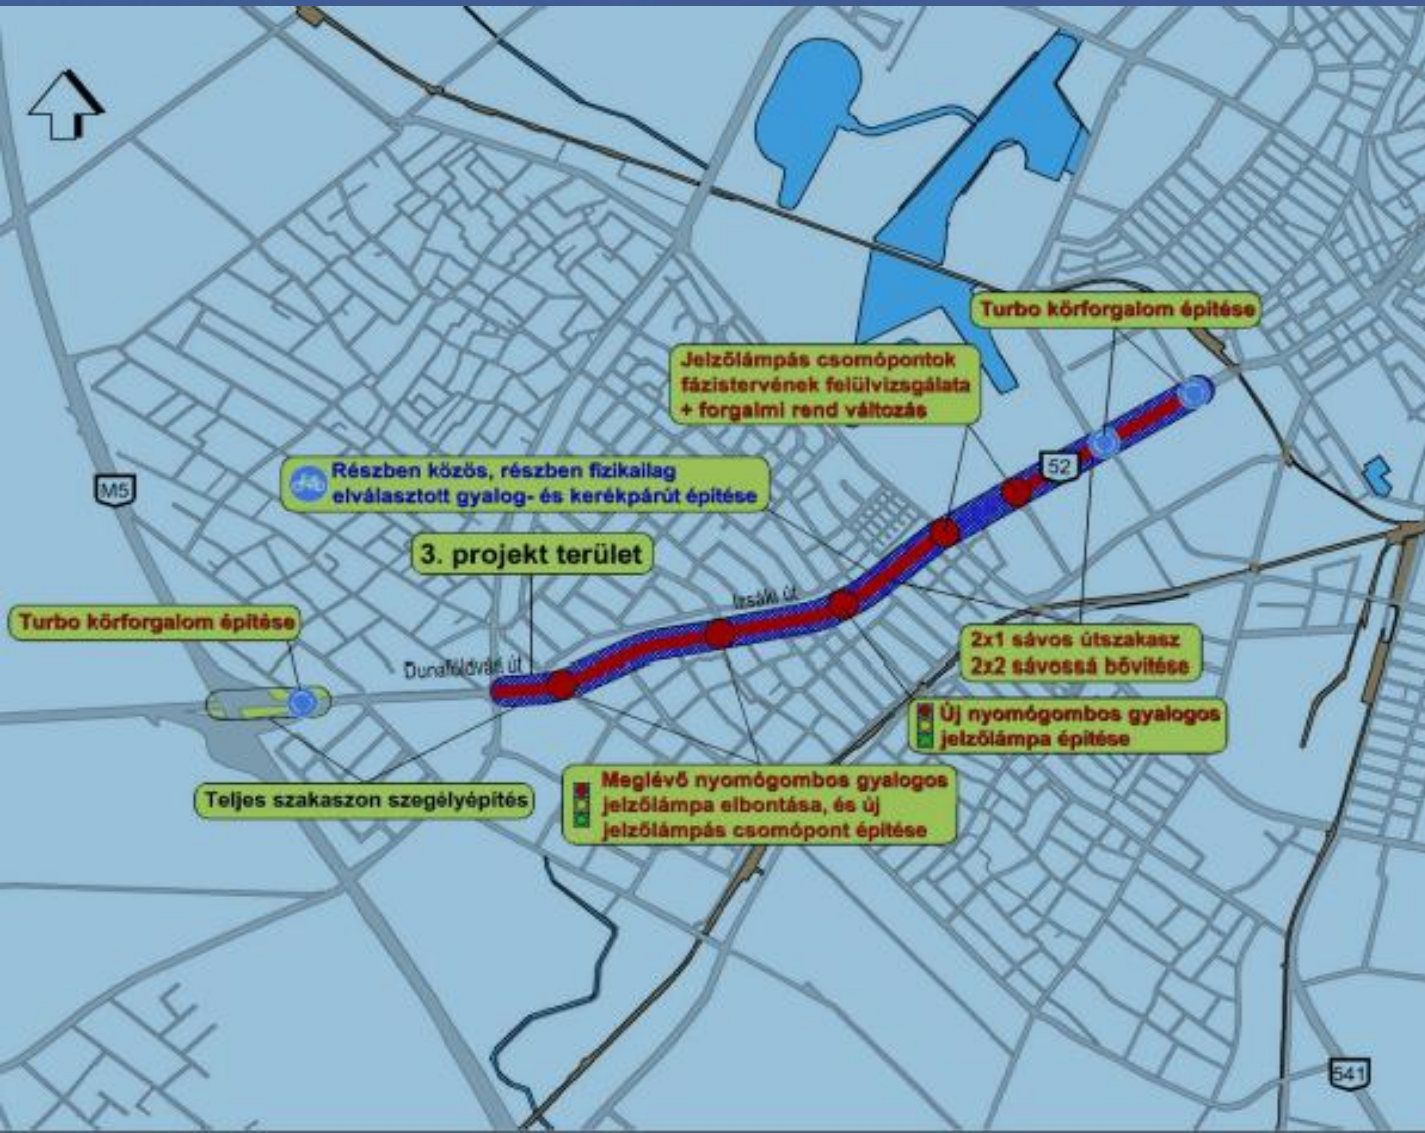 Turbo körforgalom építése
Jelzőlámpás csomópontok
fázistervének felülvizsgálata
+ forgalmi rend változás
52
Részben közös, részben fizikailag
elválasztott gyalog- és kerékpárút építése
M5
3. projekt terület
Izsáki út
Turbo körforgalom építése
2x1 sávos útszakasz
2x2 sávossá bővítése
Dunaföldvári út
Új nyomógombos gyalogos
jelzőlámpa építése
Teljes szakaszon szegélyépítés
Meglévő nyomógombos gyalogos
jelzőlámpa elbontása, és új
jelzőlámpás csomópont építése
541